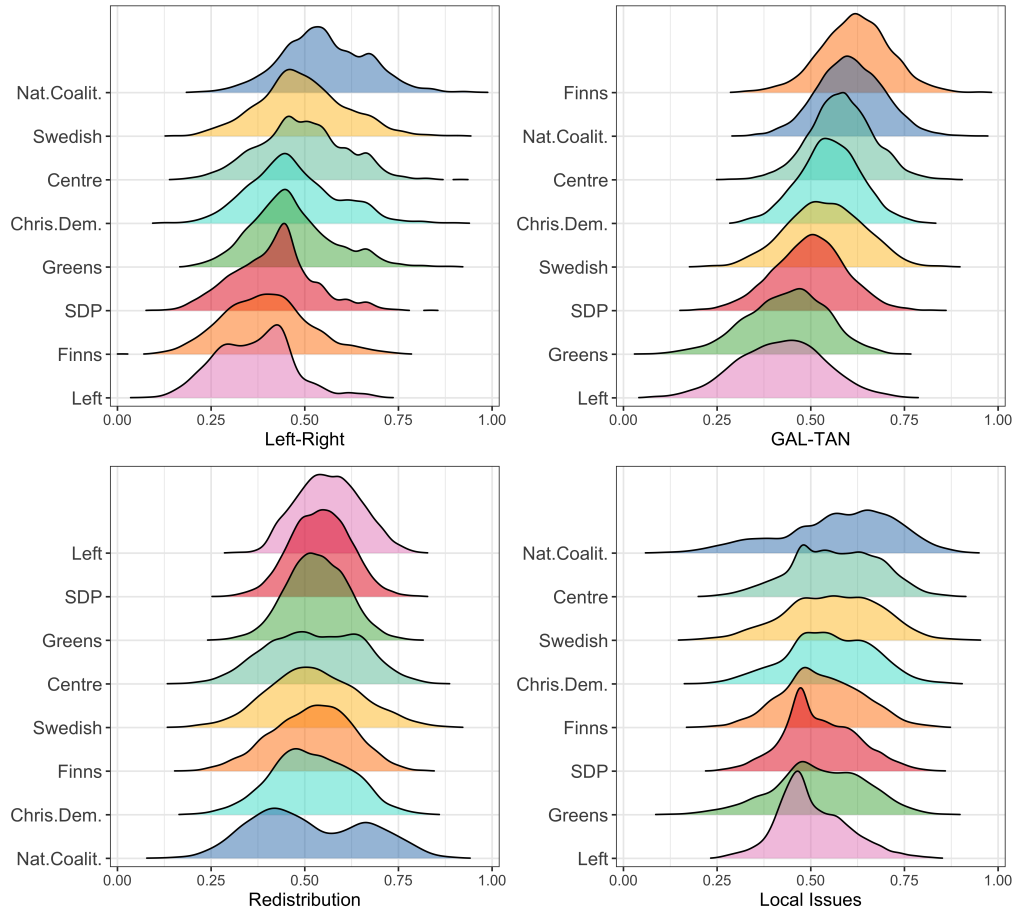 Nat.Coalit.
Swedish
Centre
Chris.Dem.
Greens
SDP
Finns
Left
0.00 0.25 0.50 0.75 1.00
Left-Right
Finns
Nat.Coalit.
Centre
Chris.Dem.
Swedish
SDP
Greens
Left
0.00 0.25 0.50 0.75 1.00
GAL-TAN
Left
SDP
Greens
Centre
Swedish
Finns
Chris.Dem.
Nat.Coalit.
0.00 0.25 0.50 0.75 1.00
Redistribution
Nat.Coalit.
Centre
Swedish
Chris.Dem.
Finns
SDP
Greens
Left
0.00 0.25 0.50 0.75 1.00
Local Issues